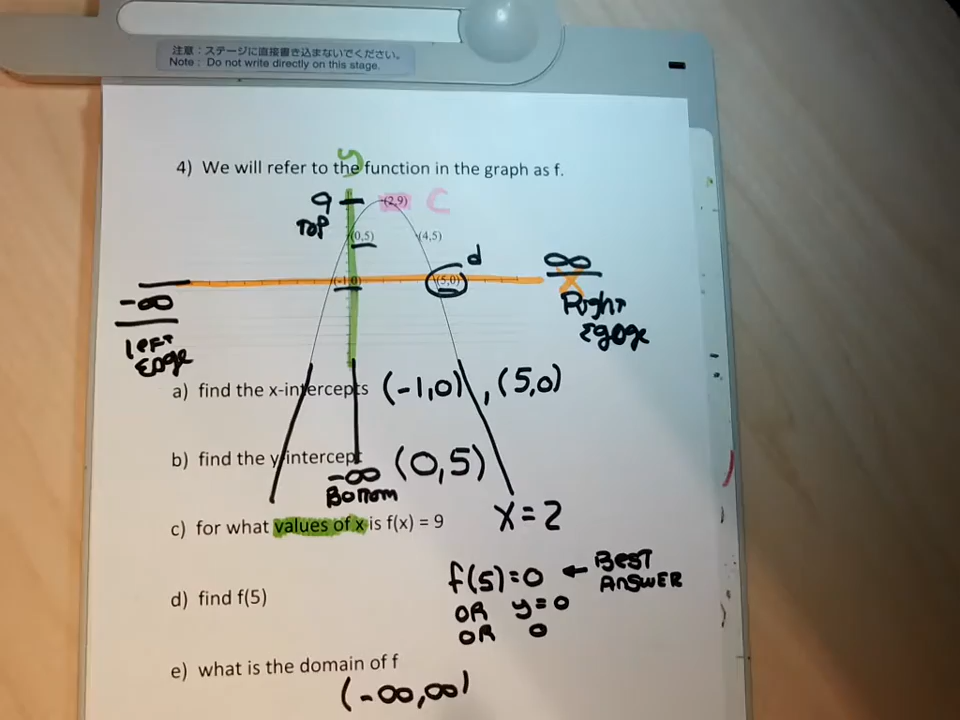 注意：ステージに直接書き込まないでください。
Note : Do not write directly on this stage.
4) We will refer to the function in the graph as f.
y
9
TOP
(2,9)
C
(0,5)
(4,5)
d
(-1,0)
(5,0)
∞
X
Right
Egoge
-∞
left
Edge
a) find the x-intercepts (-1,0) , (5,0)
b) find the y intercept (0,5)
-∞
Bottom
c) for what values of x is f(x) = 9 X=2
d) find f(5) f(5)=0 ← BEST ANSWER
OR y=0
OR 0
e) what is the domain of f
(-∞,∞)